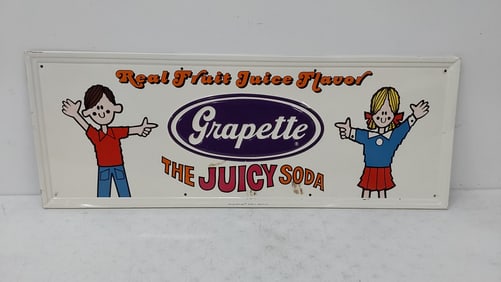 Real Fruit Juice Flavor
Grapette
®
THE JUICY SODA